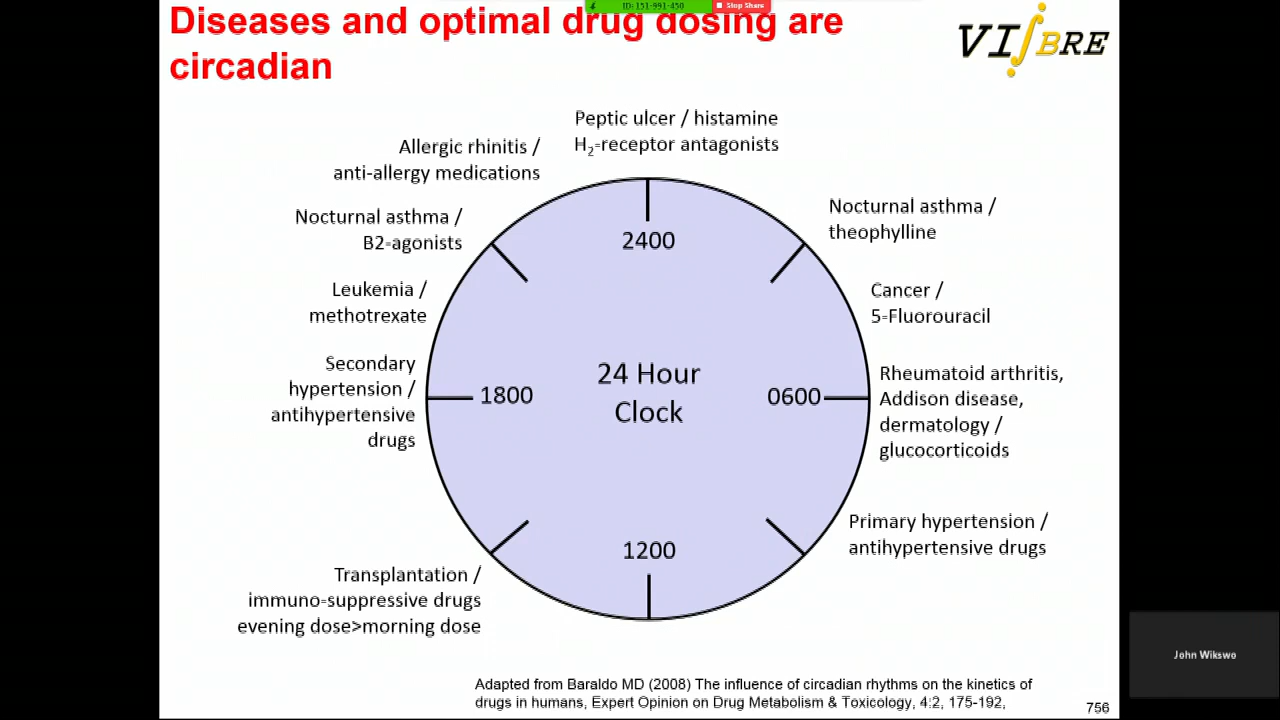 ID: 151-991-450
Stop Share
Diseases and optimal drug dosing are
circadian
VIIBRE
Peptic ulcer / histamine
H₂-receptor antagonists
Allergic rhinitis /
anti-allergy medications
Nocturnal asthma /
B2-agonists
Nocturnal asthma /
theophylline
Leukemia /
methotrexate
Cancer /
5-Fluorouracil
Secondary
hypertension /
antihypertensive
drugs
Rheumatoid arthritis,
Addison disease,
dermatology /
glucocorticoids
2400
1800
24 Hour
Clock
0600
1200
Primary hypertension /
antihypertensive drugs
Transplantation /
immuno-suppressive drugs
evening dose>morning dose
Adapted from Baraldo MD (2008) The influence of circadian rhythms on the kinetics of
drugs in humans, Expert Opinion on Drug Metabolism & Toxicology, 4:2, 175-192,
756
John Wikswo